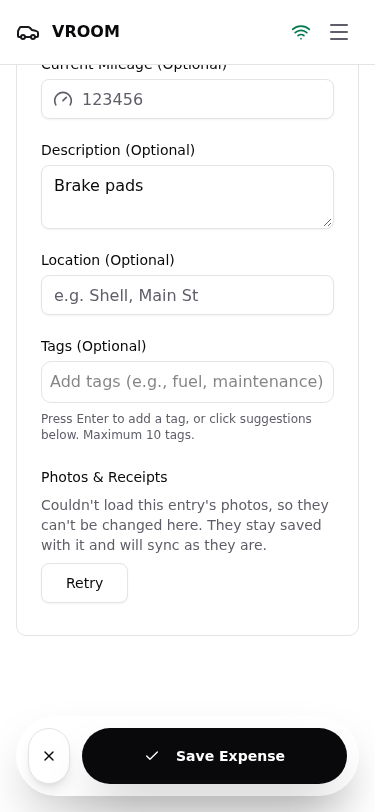 VROOM
Current Mileage (Optional)
123456
Description (Optional)
Brake pads
Location (Optional)
e.g. Shell, Main St
Tags (Optional)
Add tags (e.g., fuel, maintenance)
Press Enter to add a tag, or click suggestions
below. Maximum 10 tags.
Photos & Receipts
Couldn't load this entry's photos, so they
can't be changed here. They stay saved
with it and will sync as they are.
Retry
Save Expense